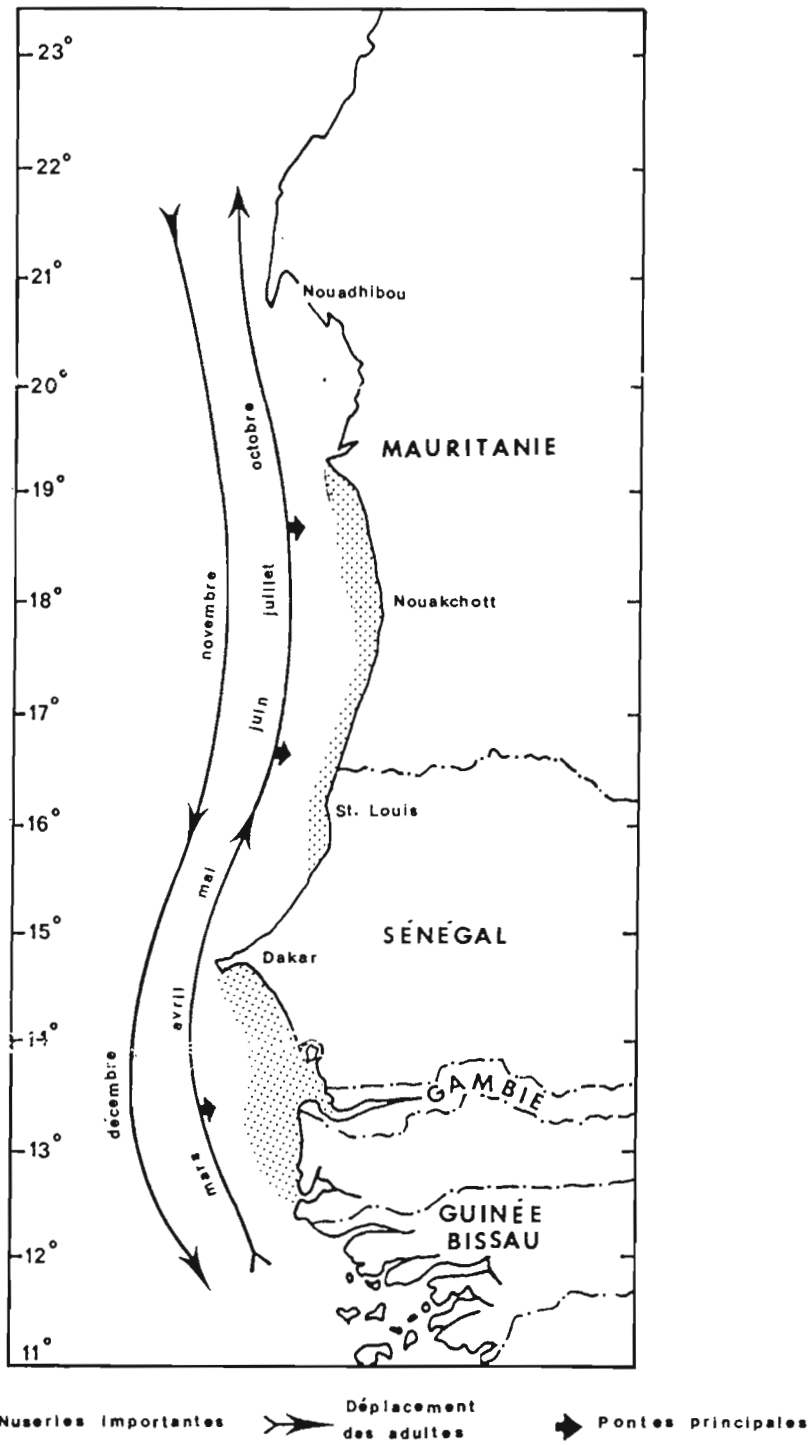 23°
22°
21°
Nouadhibou
20°
octobre
MAURITANIE
19°
novembre
juillet
18°
Nouakchott
juin
17°
16°
St. Louis
mai
15°
SÉNÉGAL
Dakar
avril
14°
décembre
GAMBIE
13°
mars
GUINÉE
BISSAU
12°
11°
Nuseries importantes
Déplacement
des adultes
Pontes principales